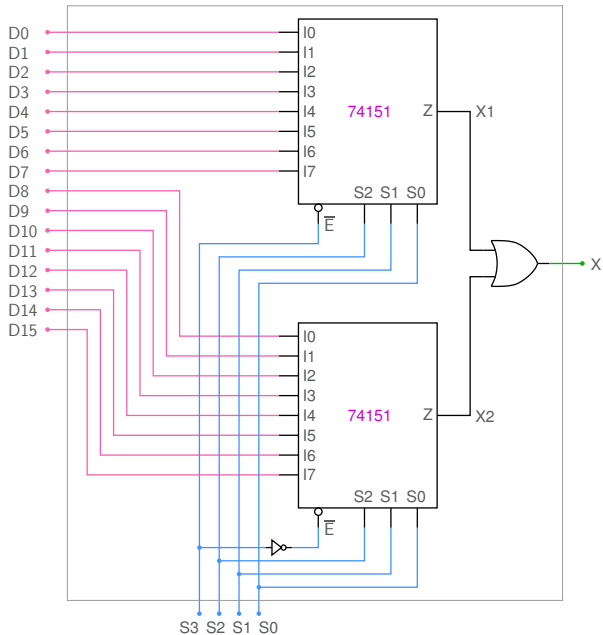 D0
D1
D2
D3
D4
D5
D6
D7
D8
D9
D10
D11
D12
D13
D14
D15
I0
I1
I2
I3
I4
I5
I6
I7
74151
Z
S2 S1 S0
E̅
X1
X
I0
I1
I2
I3
I4
I5
I6
I7
74151
Z
S2 S1 S0
E̅
X2
S3 S2 S1 S0